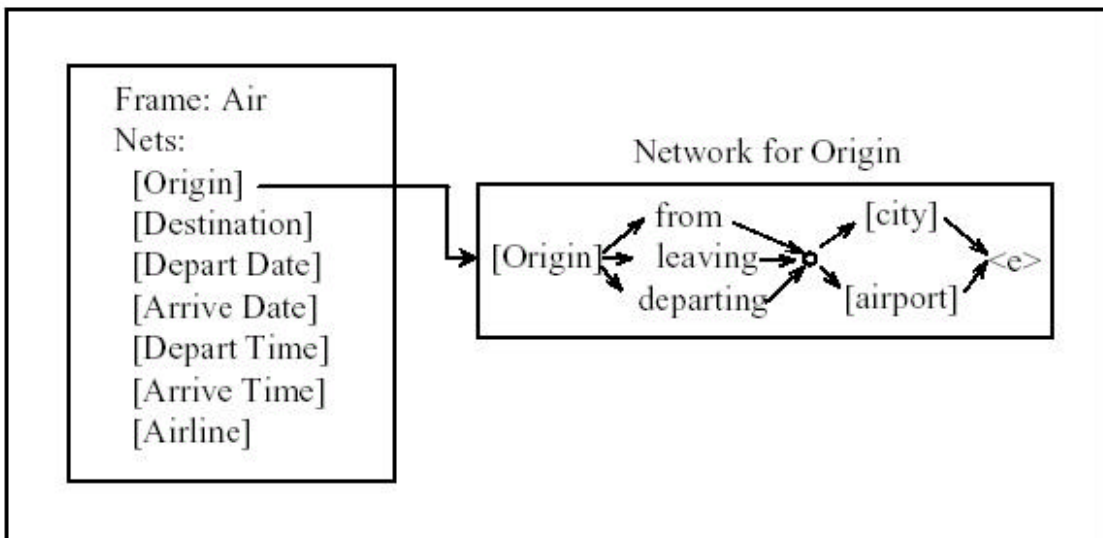 Frame: Air
Nets:
[Origin]
[Destination]
[Depart Date]
[Arrive Date]
[Depart Time]
[Arrive Time]
[Airline]
Network for Origin
from [city]
[Origin] leaving <e>
departing [airport]